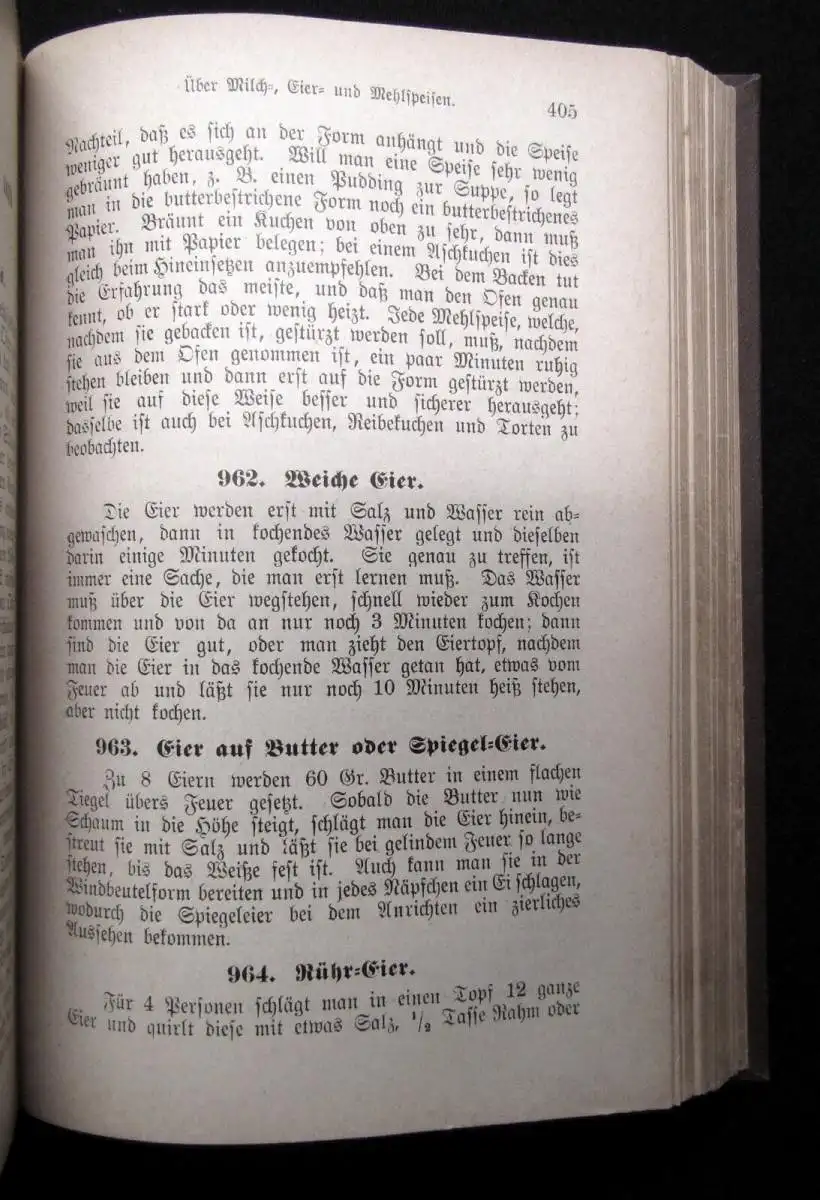 Über Milch-, Eier- und Mehlspeisen.
405
Nachteil, daß es sich an der Form anhängt und die Speise
weniger gut herausgeht. Will man eine Speise sehr wenig
gebräunt haben, z. B. einen Pudding zur Suppe, so legt
man in die butterbestrichene Form noch ein butterbestrichenes
Papier. Bräunt ein Kuchen von oben zu sehr, dann muß
man ihn mit Papier belegen; bei einem Aschkuchen ist dies
gleich beim Hineinsetzen anzuempfehlen. Bei dem Backen tut
die Erfahrung das meiste, und daß man den Ofen genau
kennt, ob er stark oder wenig heizt. Jede Mehlspeise, welche,
nachdem sie gebacken ist, gestürzt werden soll, muß, nachdem
sie aus dem Ofen genommen ist, ein paar Minuten ruhig
stehen bleiben und dann erst auf die Form gestürzt werden,
weil sie auf diese Weise besser und sicherer herausgeht;
dasselbe ist auch bei Aschkuchen, Reibekuchen und Torten zu
beobachten.
962. Weiche Eier.
Die Eier werden erst mit Salz und Wasser rein ab-
gewaschen, dann in kochendes Wasser gelegt und dieselben
darin einige Minuten gekocht. Sie genau zu treffen, ist
immer eine Sache, die man erst lernen muß. Das Wasser
muß über die Eier wegstehen, schnell wieder zum Kochen
kommen und von da an nur noch 3 Minuten kochen; dann
sind die Eier gut, oder man zieht den Eiertopf, nachdem
man die Eier in das kochende Wasser getan hat, etwas vom
Feuer ab und läßt sie nur noch 10 Minuten heiß stehen,
aber nicht kochen.
963. Eier auf Butter oder Spiegel-Eier.
Zu 8 Eiern werden 60 Gr. Butter in einem flachen
Tiegel übers Feuer gesetzt. Sobald die Butter nun wie
Schaum in die Höhe steigt, schlägt man die Eier hinein, be-
streut sie mit Salz und läßt sie bei gelindem Feuer so lange
stehen, bis das Weiße fest ist. Auch kann man sie in der
Windbeutelform bereiten und in jedes Näpfchen ein Ei schlagen,
wodurch die Spiegeleier bei dem Anrichten ein zierliches
Aussehen bekommen.
964. Rühr-Eier.
Für 4 Personen schlägt man in einen Topf 12 ganze
Eier und quirlt diese mit etwas Salz, 1/2 Tasse Rahm oder